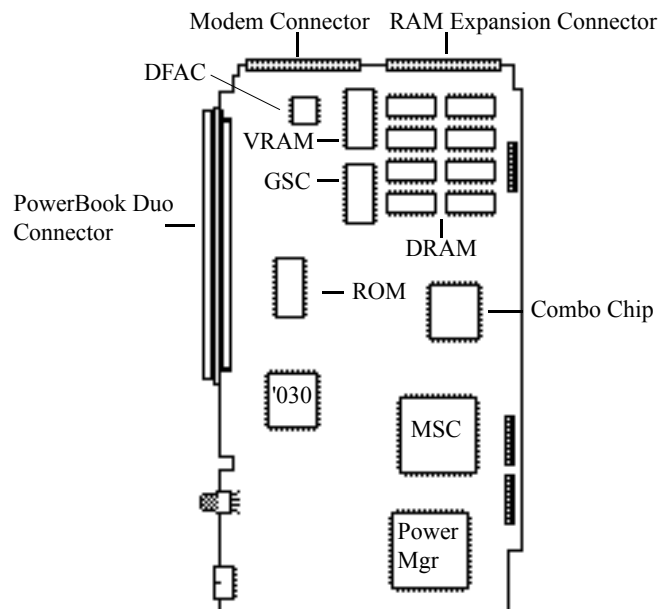 Modem Connector
RAM Expansion Connector
DFAC
VRAM
GSC
PowerBook Duo
Connector
DRAM
ROM
Combo Chip
'030
MSC
Power
Mgr